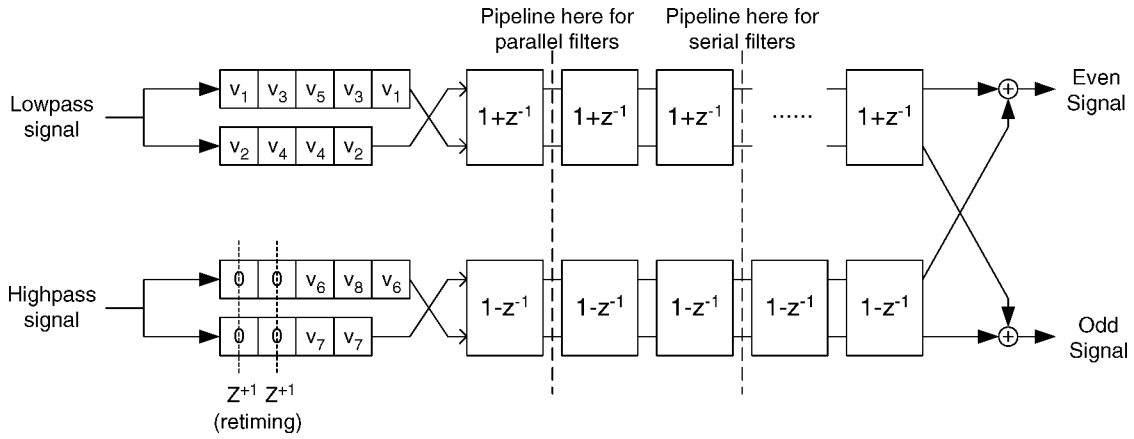 Pipeline here for
parallel filters
Pipeline here for
serial filters
Lowpass
signal
v1 v3 v5 v3 v1
v2 v4 v4 v2
1+z⁻¹ 1+z⁻¹ 1+z⁻¹ ...... 1+z⁻¹
Even
Signal
Highpass
signal
0 0 v6 v8 v6
0 0 v7 v7
1-z⁻¹ 1-z⁻¹ 1-z⁻¹ 1-z⁻¹ 1-z⁻¹
Odd
Signal
Z⁺¹ Z⁺¹
(retiming)